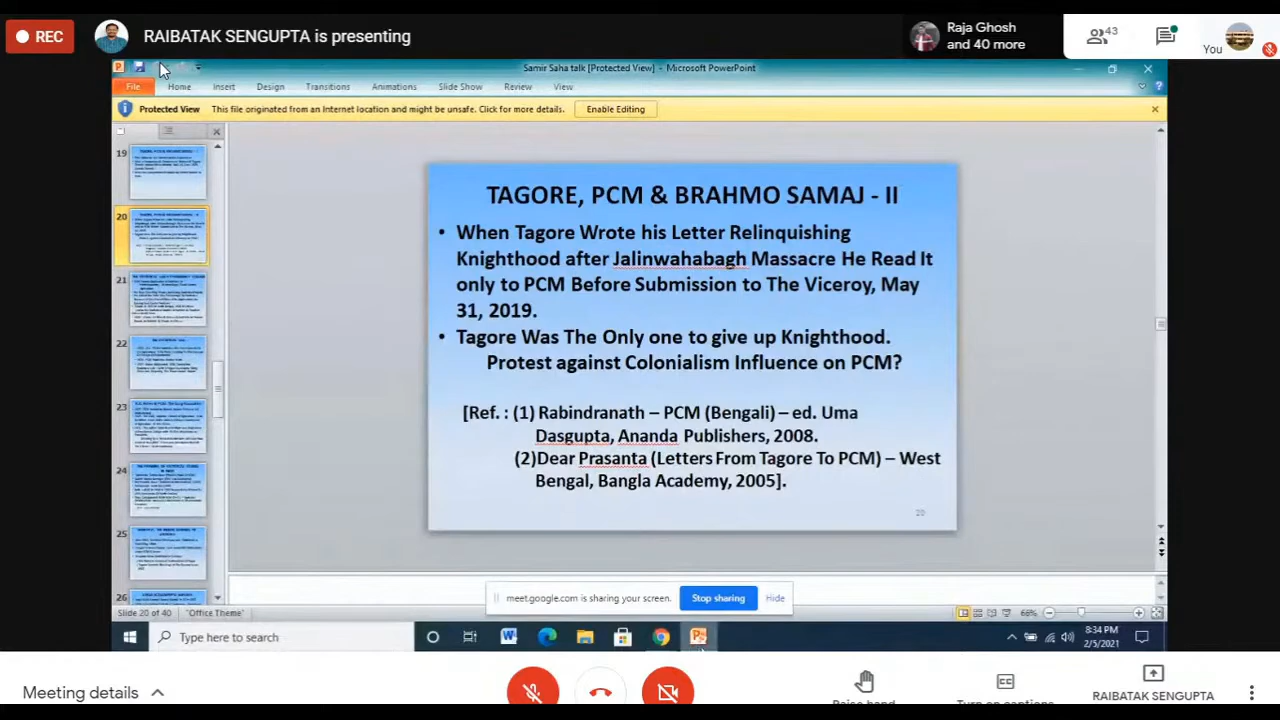 REC
RAIBATAK SENGUPTA is presenting
Raja Ghosh
and 40 more
43
You
Samir Saha talk [Protected View] - Microsoft PowerPoint
File Home Insert Design Transitions Animations Slide Show Review View
Protected View This file originated from an Internet location and might be unsafe. Click for more details. Enable Editing
19
20
21
22
23
24
25
26
TAGORE, PCM & BRAHMO SAMAJ - II
• When Tagore Wrote his Letter Relinquishing
Knighthood after Jalinwahabagh Massacre He Read It
only to PCM Before Submission to The Viceroy, May
31, 2019.
• Tagore Was The Only one to give up Knighthood.
Protest against Colonialism Influence on PCM?
[Ref. : (1) Rabindranath – PCM (Bengali) – ed. Uma
Dasgupta, Ananda Publishers, 2008.
(2)Dear Prasanta (Letters From Tagore To PCM) – West
Bengal, Bangla Academy, 2005].
20
meet.google.com is sharing your screen. Stop sharing Hide
Slide 20 of 40 "Office Theme" 68%
Type here to search
8:34 PM
2/5/2021
Meeting details
Raise hand
Turn on captions
RAIBATAK SENGUPTA